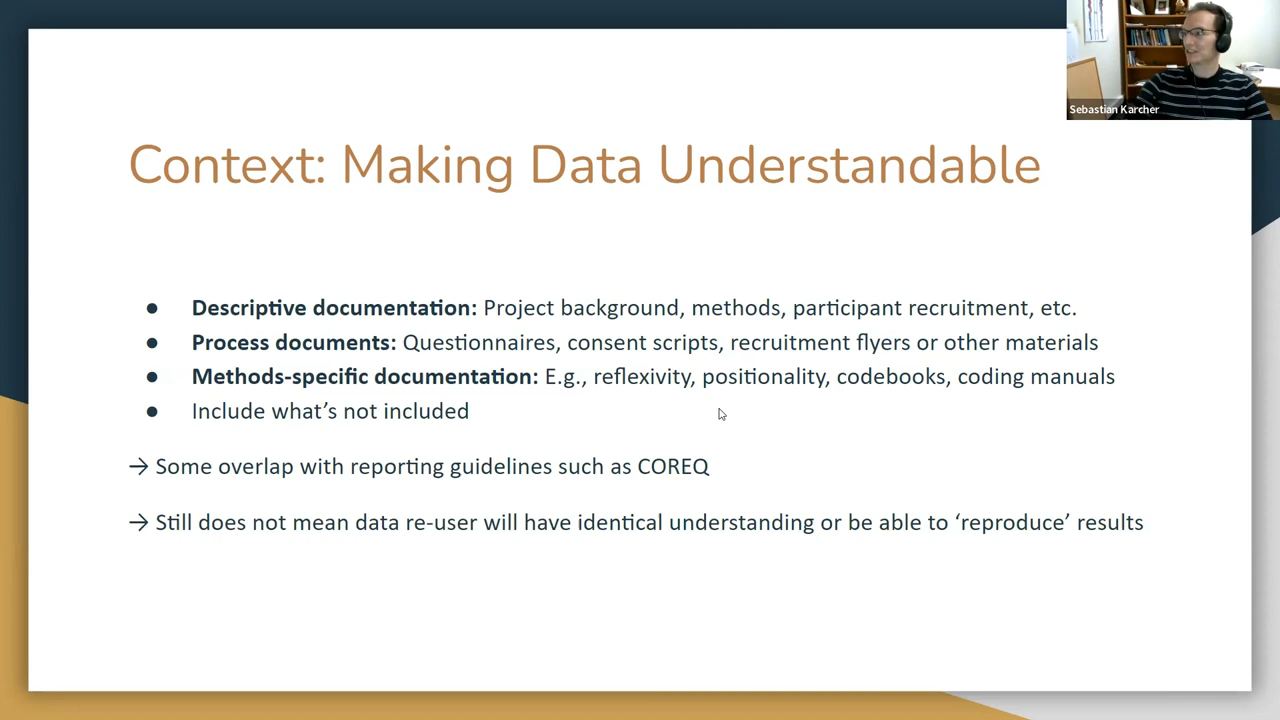 Sebastian Karcher
Context: Making Data Understandable
● Descriptive documentation: Project background, methods, participant recruitment, etc.
● Process documents: Questionnaires, consent scripts, recruitment flyers or other materials
● Methods-specific documentation: E.g., reflexivity, positionality, codebooks, coding manuals
● Include what’s not included
→ Some overlap with reporting guidelines such as COREQ
→ Still does not mean data re-user will have identical understanding or be able to ‘reproduce’ results